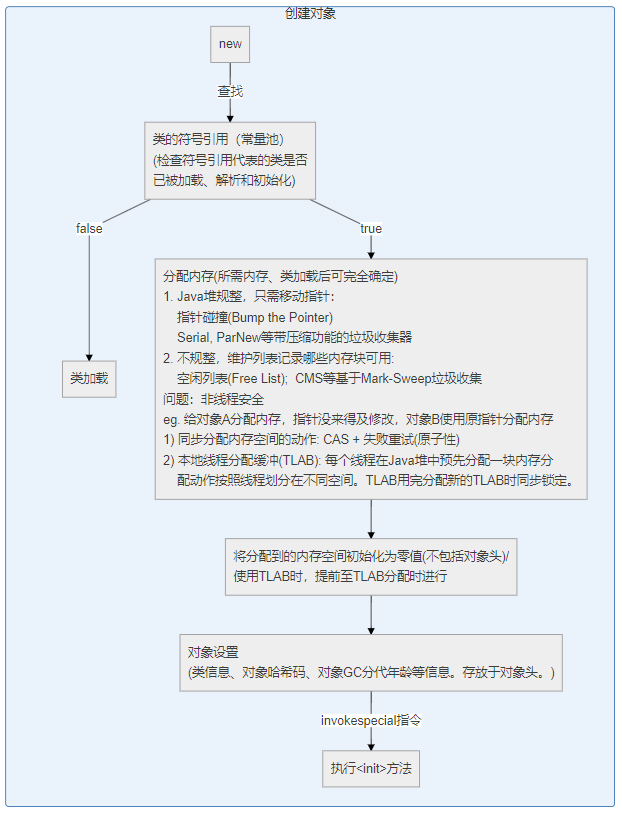 创建对象
new
查找
类的符号引用（常量池）
(检查符号引用代表的类是否
已被加载、解析和初始化)
false
true
分配内存(所需内存、类加载后可完全确定)
1. Java堆规整，只需移动指针：
指针碰撞(Bump the Pointer)
Serial, ParNew等带压缩功能的垃圾收集器
2. 不规整，维护列表记录哪些内存块可用:
空闲列表(Free List);  CMS等基于Mark-Sweep垃圾收集
问题：非线程安全
eg. 给对象A分配内存，指针没来得及修改，对象B使用原指针分配内存
1) 同步分配内存空间的动作: CAS + 失败重试(原子性)
2) 本地线程分配缓冲(TLAB): 每个线程在Java堆中预先分配一块内存分
配动作按照线程划分在不同空间。TLAB用完分配新的TLAB时同步锁定。
类加载
将分配到的内存空间初始化为零值(不包括对象头)/
使用TLAB时，提前至TLAB分配时进行
对象设置
(类信息、对象哈希码、对象GC分代年龄等信息。存放于对象头。)
invokespecial指令
执行<init>方法